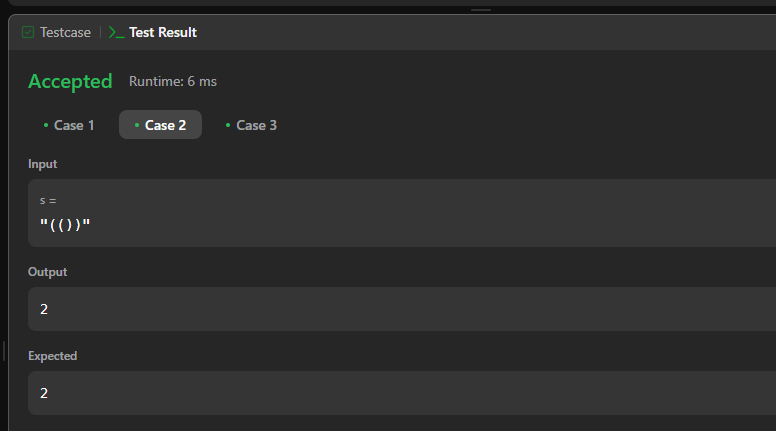 Testcase | >_ Test Result
Accepted Runtime: 6 ms
• Case 1 • Case 2 • Case 3
Input
s =
"(())"
Output
2
Expected
2